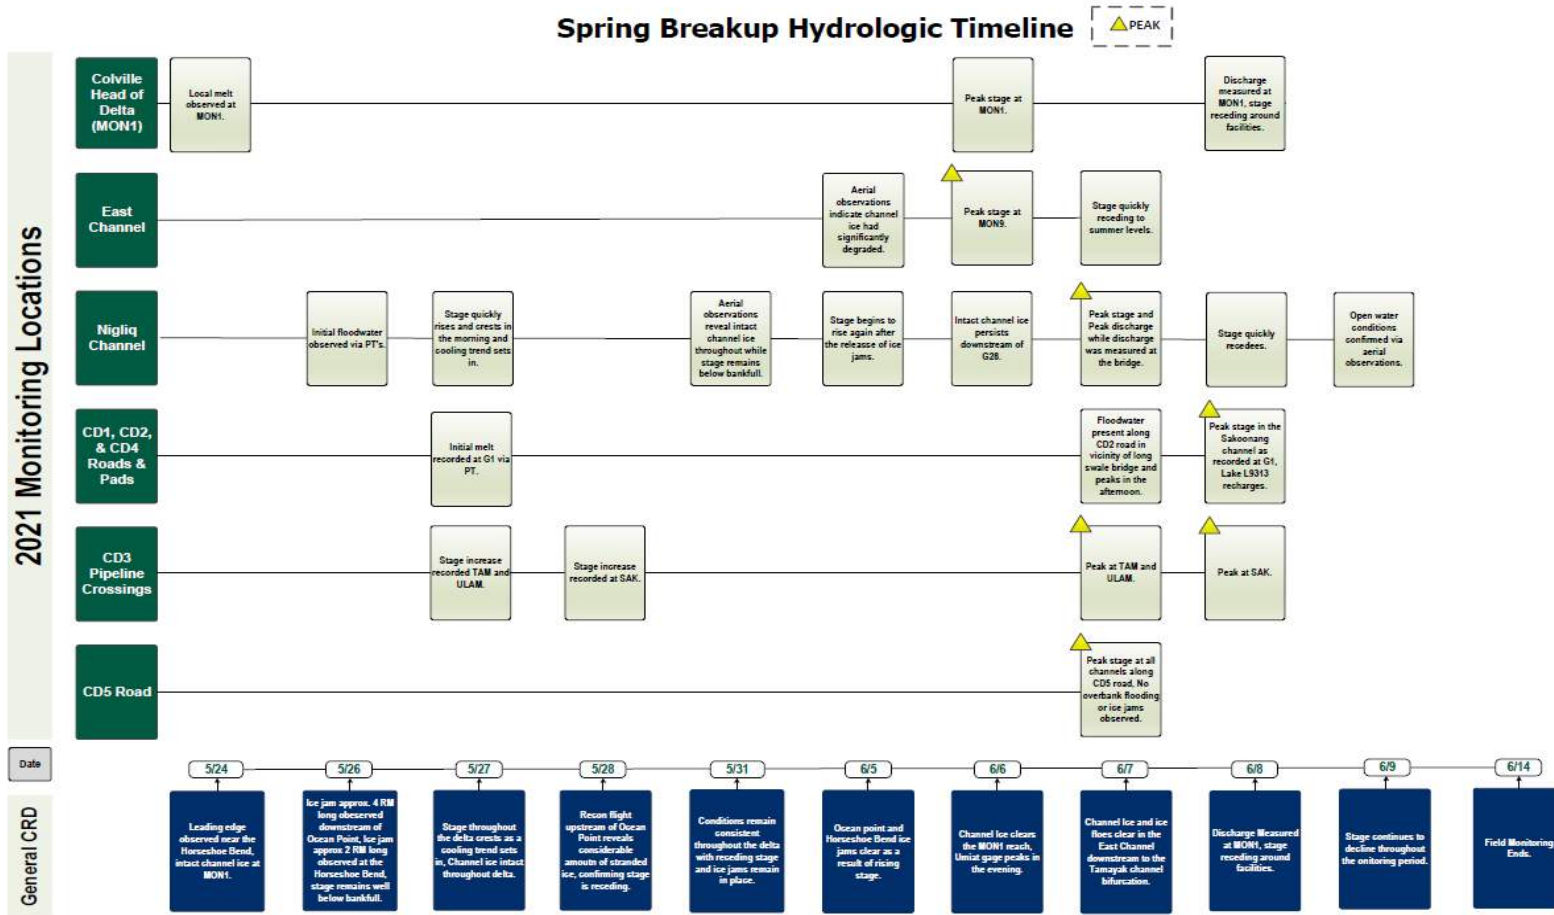 Spring Breakup Hydrologic Timeline
PEAK
2021 Monitoring Locations
Colville
Head of
Delta
(MON1)
Local melt
observed at
MON1.
Peak stage at
MON1.
Discharge
measured at
MON1, stage
receding around
facilities.
East
Channel
Aerial
observations
indicate channel
ice had
significantly
degraded.
Peak stage at
MON9.
Stage quickly
receding to
summer levels.
Nigliq
Channel
Initial floodwater
observed via PT's.
Stage quickly
rises and crests in
the morning and
cooling trend sets
in.
Aerial
observations
reveal intact
channel ice
throughout while
stage remains
below bankfull.
Stage begins to
rise again after
the releasse of ice
jams.
Intact channel ice
persists
downstream of
G28.
Peak stage and
Peak discharge
while discharge
was measured at
the bridge.
Stage quickly
recedees.
Open water
conditions
confirmed via
aerial
observations.
CD1, CD2,
& CD4
Roads &
Pads
Initial melt
recorded at G1 via
PT.
Floodwater
present along
CD2 road in
vicinity of long
swale bridge and
peaks in the
afternoon.
Peak stage in the
Sakoonang
channel as
recorded at G1,
Lake L9313
recharges.
CD3
Pipeline
Crossings
Stage increase
recorded TAM and
ULAM.
Stage increase
recorded at SAK.
Peak at TAM and
ULAM.
Peak at SAK.
CD5 Road
Peak stage at all
channels along
CD5 road, No
overbank flooding
or ice jams
observed.
Date
5/24
5/26
5/27
5/28
5/31
6/5
6/6
6/7
6/8
6/9
6/14
General CRD
Leading edge
observed near the
Horseshoe Bend,
intact channel ice at
MON1.
Ice jam approx. 4 RM
long obeserved
downstream of
Ocean Point, Ice jam
approx 2 RM long
observed at the
Horseshoe Bend,
stage remains well
below bankfull.
Stage throughout
the delta crests as a
cooling trend sets
in, Channel ice intact
throughout delta.
Recon flight
upstream of Ocean
Point reveals
considerable
amoutn of stranded
ice, confirming stage
is receding.
Conditions remain
consistent
throughout the delta
with receding stage
and ice jams remain
in place.
Ocean point and
Horseshoe Bend ice
jams clear as a
result of rising
stage.
Channel Ice clears
the MON1 reach,
Umiat gage peaks in
the evening.
Channel Ice and ice
floes clear in the
East Channel
downstream to the
Tamayak channel
bifurcation.
Discharge Measured
at MON1, stage
receding around
facilities.
Stage continues to
decline throughout
the onitoring period.
Field Monitoring
Ends.